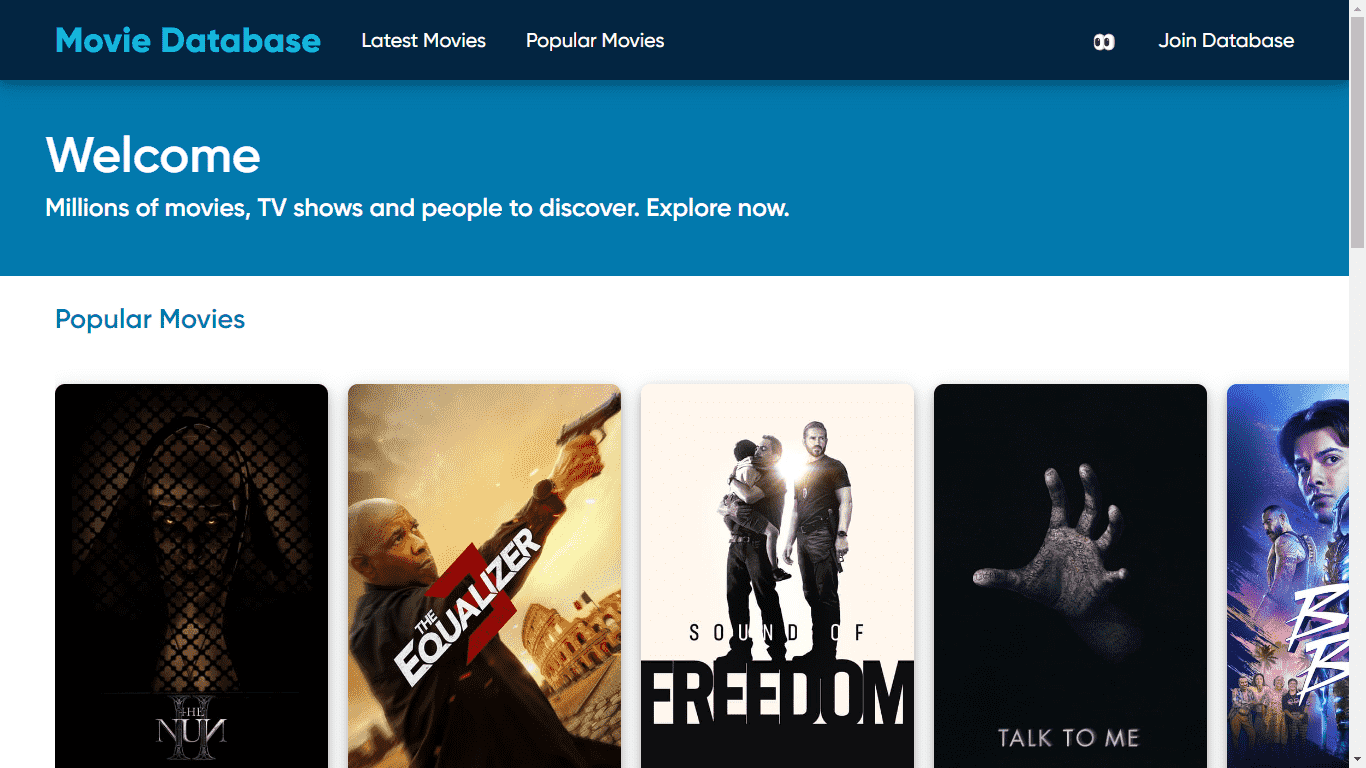 Movie Database
Latest Movies
Popular Movies
Join Database
Welcome
Millions of movies, TV shows and people to discover. Explore now.
Popular Movies
THE
NUN
II
THE
EQUALIZER
3
SOUND OF
FREEDOM
TALK TO ME
B
B